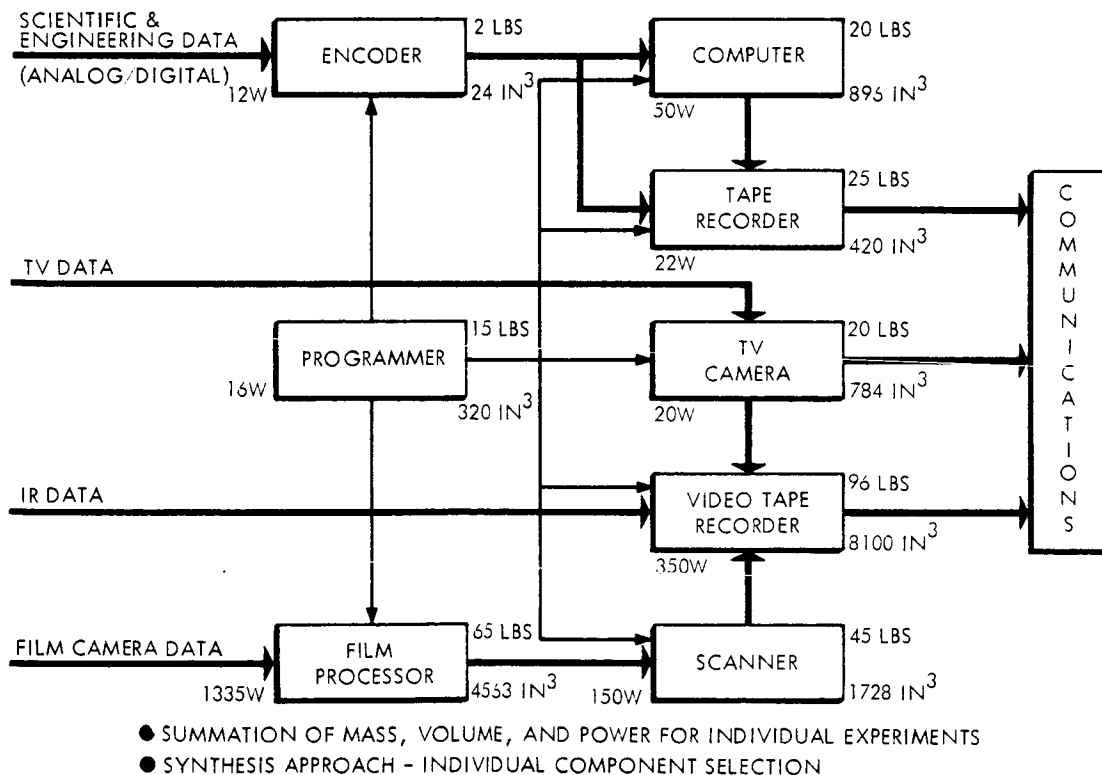 SCIENTIFIC &
ENGINEERING DATA
(ANALOG/DIGITAL)
12W
ENCODER
2 LBS
24 IN³
COMPUTER
20 LBS
50W
895 IN³
TAPE
RECORDER
25 LBS
22W
420 IN³
TV DATA
PROGRAMMER
15 LBS
16W
320 IN³
TV
CAMERA
20 LBS
20W
784 IN³
IR DATA
VIDEO TAPE
RECORDER
96 LBS
350W
8100 IN³
FILM CAMERA DATA
FILM
PROCESSOR
65 LBS
1335W
4563 IN³
SCANNER
45 LBS
150W
1728 IN³
COMMUNICATIONS
● SUMMATION OF MASS, VOLUME, AND POWER FOR INDIVIDUAL EXPERIMENTS
● SYNTHESIS APPROACH - INDIVIDUAL COMPONENT SELECTION